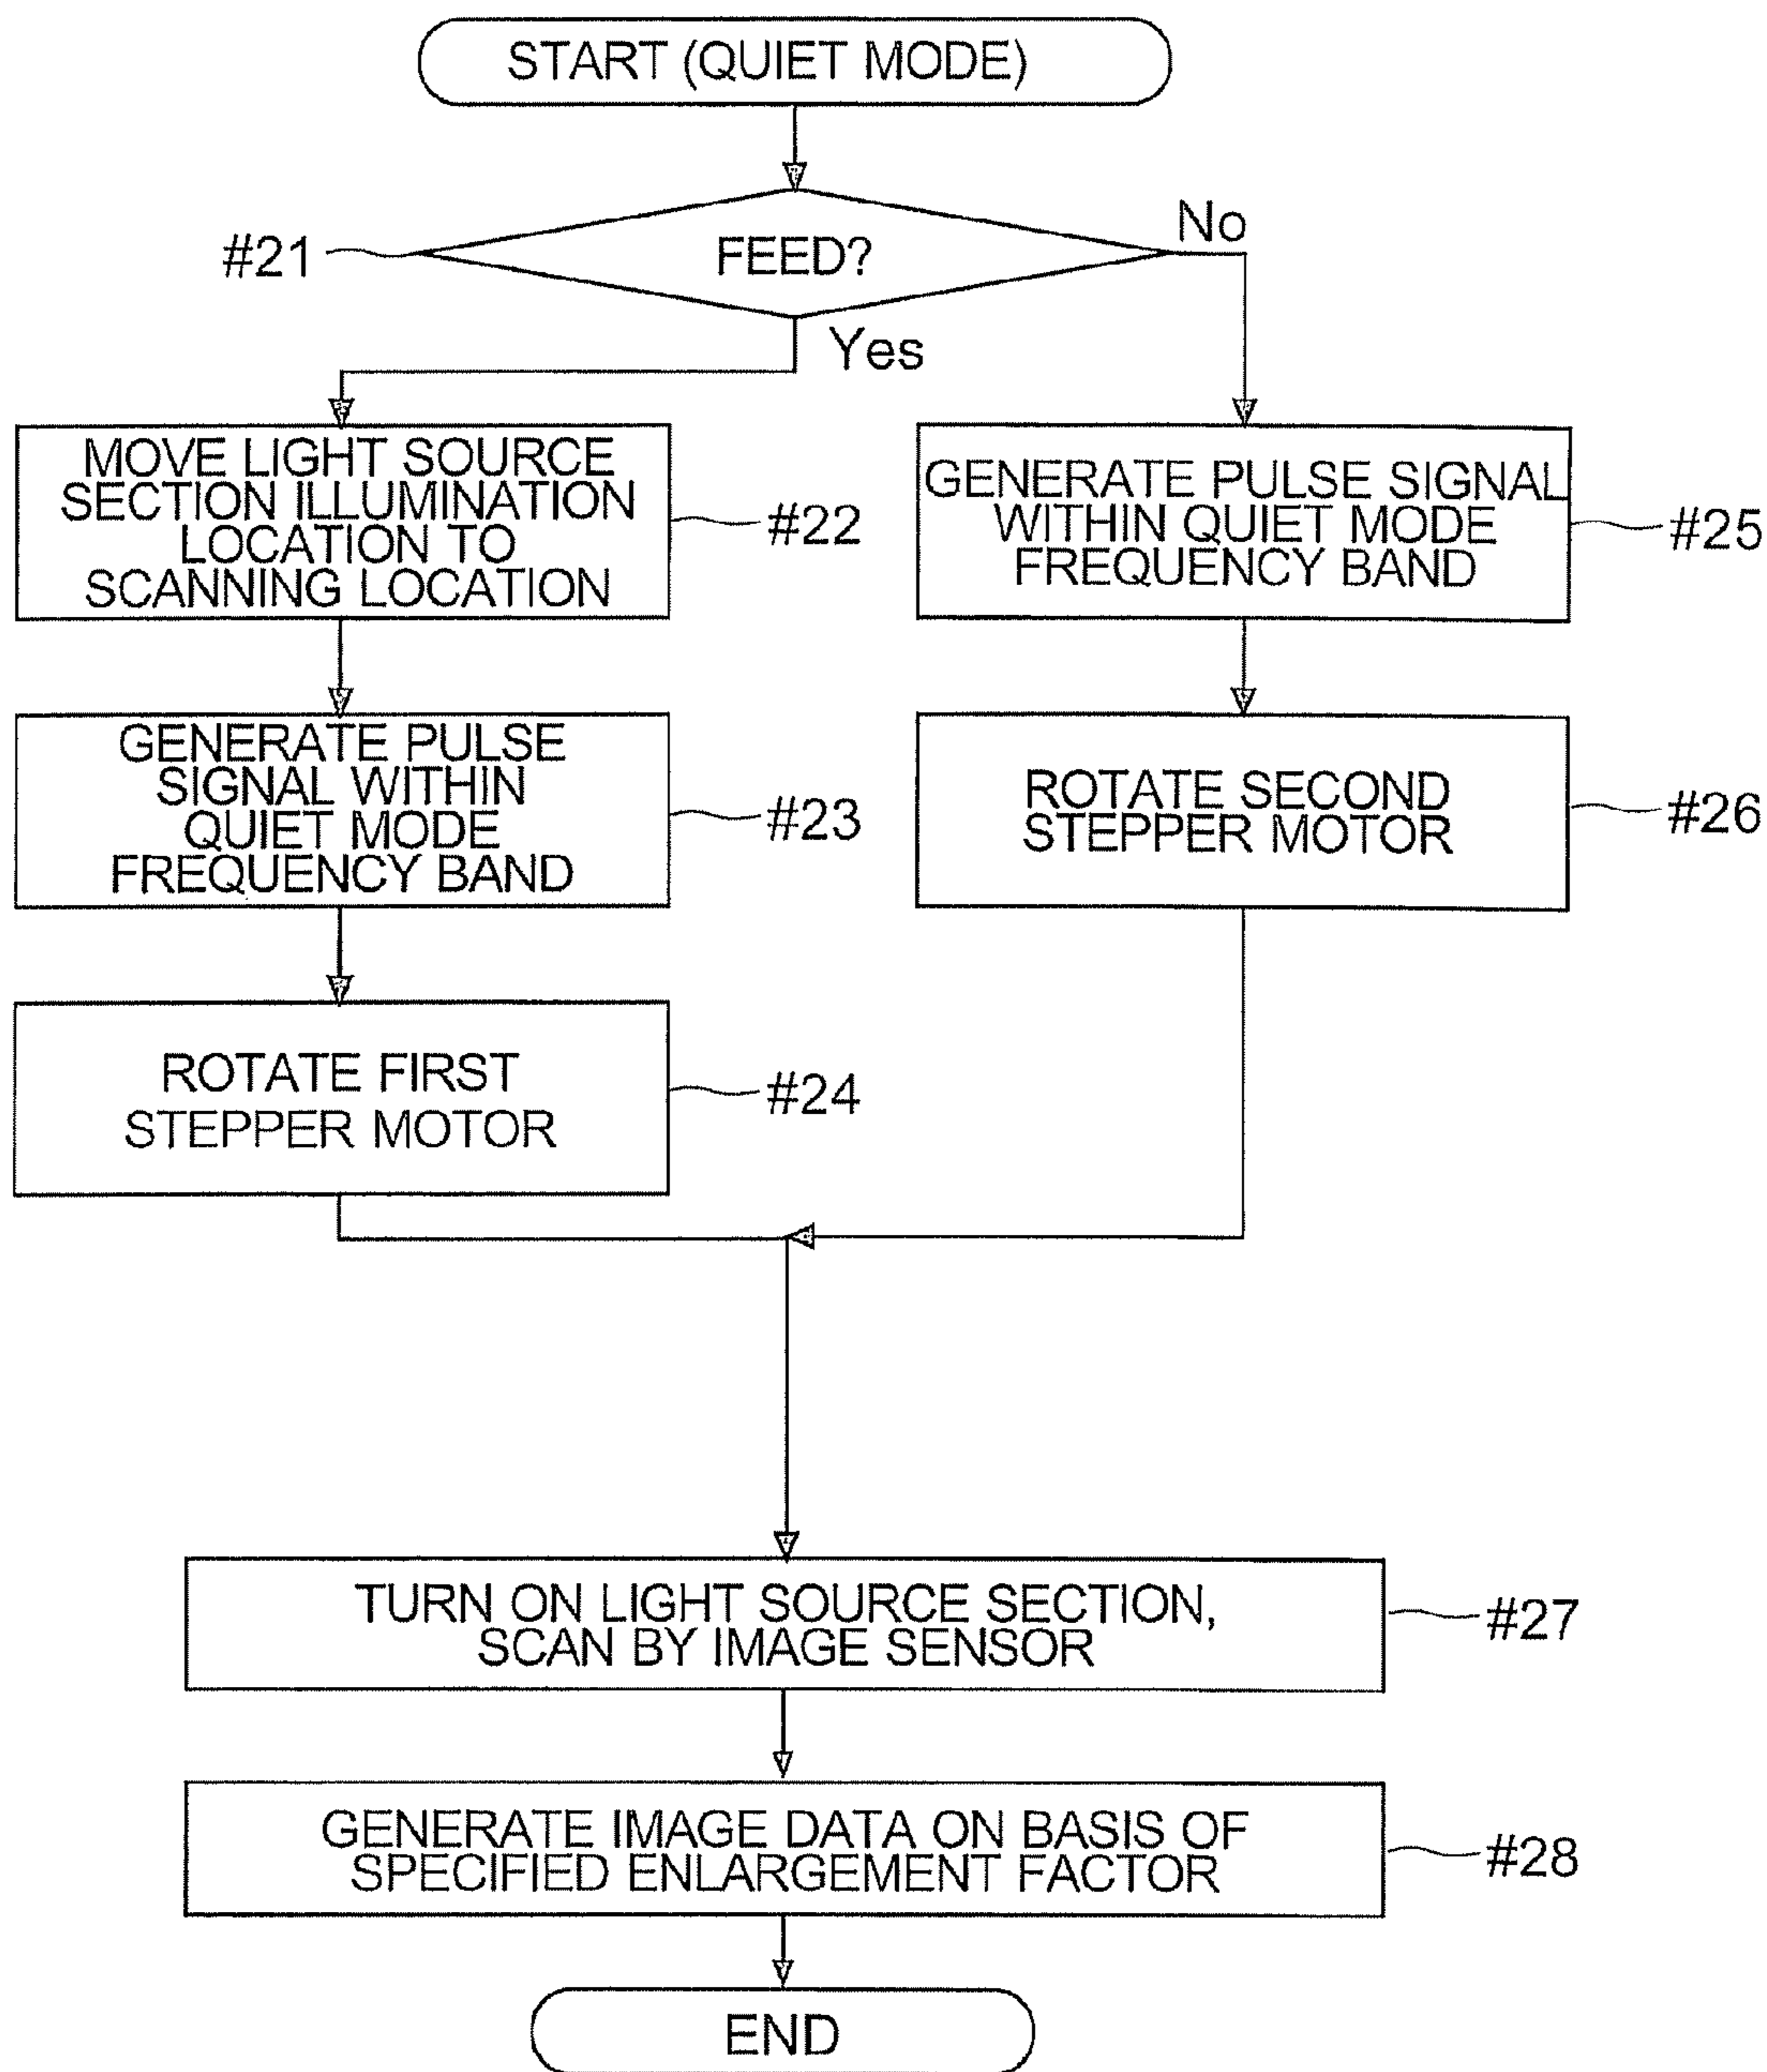 START (QUIET MODE)
#21
FEED?
No
Yes
MOVE LIGHT SOURCE
SECTION ILLUMINATION
LOCATION TO
SCANNING LOCATION
#22
GENERATE PULSE SIGNAL
WITHIN QUIET MODE
FREQUENCY BAND
#25
GENERATE PULSE
SIGNAL WITHIN
QUIET MODE
FREQUENCY BAND
#23
ROTATE SECOND
STEPPER MOTOR
#26
ROTATE FIRST
STEPPER MOTOR
#24
TURN ON LIGHT SOURCE SECTION,
SCAN BY IMAGE SENSOR
#27
GENERATE IMAGE DATA ON BASIS OF
SPECIFIED ENLARGEMENT FACTOR
#28
END